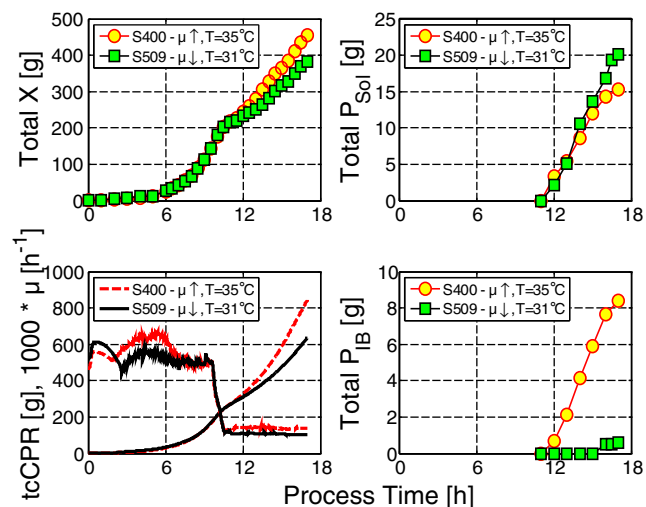 Total X [g]
500
400
300
200
100
0
0 6 12 18
S400 - µ ↑ ,T=35°C
S509 - µ ↓ ,T=31°C
Total P_Sol [g]
25
20
15
10
5
0
0 6 12 18
S400 - µ ↑ ,T=35°C
S509 - µ ↓ ,T=31°C
tcCPR [g], 1000 * µ [h⁻¹]
1000
800
600
400
200
0
0 6 12 18
S400 - µ ↑ ,T=35°C
S509 - µ ↓ ,T=31°C
Total P_IB [g]
10
8
6
4
2
0
0 6 12 18
S400 - µ ↑ ,T=35°C
S509 - µ ↓ ,T=31°C
Process Time [h]